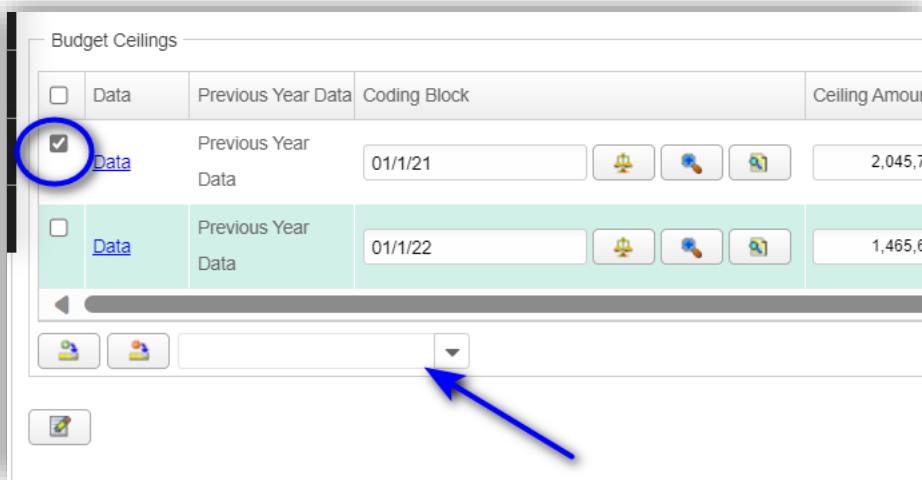 Budget Ceilings
Data Previous Year Data Coding Block Ceiling Amour
Data Previous Year Data 01/1/21 2,045,7
Data Previous Year Data 01/1/22 1,465,6